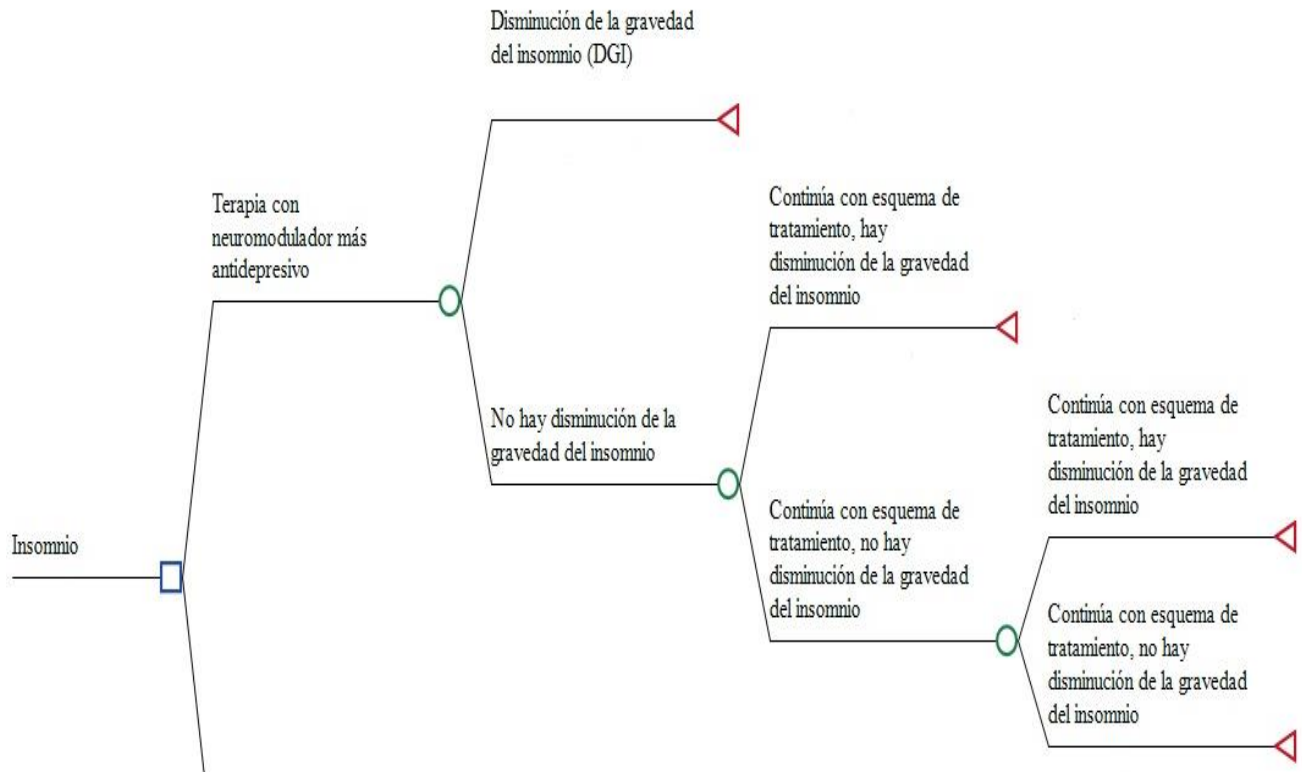 Disminución de la gravedad
del insomnio (DGI)
Terapia con
neuromodulador más
antidepresivo
Continúa con esquema de
tratamiento, hay
disminución de la gravedad
del insomnio
No hay disminución de la
gravedad del insomnio
Continúa con esquema de
tratamiento, hay
disminución de la gravedad
del insomnio
Continúa con esquema de
tratamiento, no hay
disminución de la gravedad
del insomnio
Insomnio
Continúa con esquema de
tratamiento, no hay
disminución de la gravedad
del insomnio